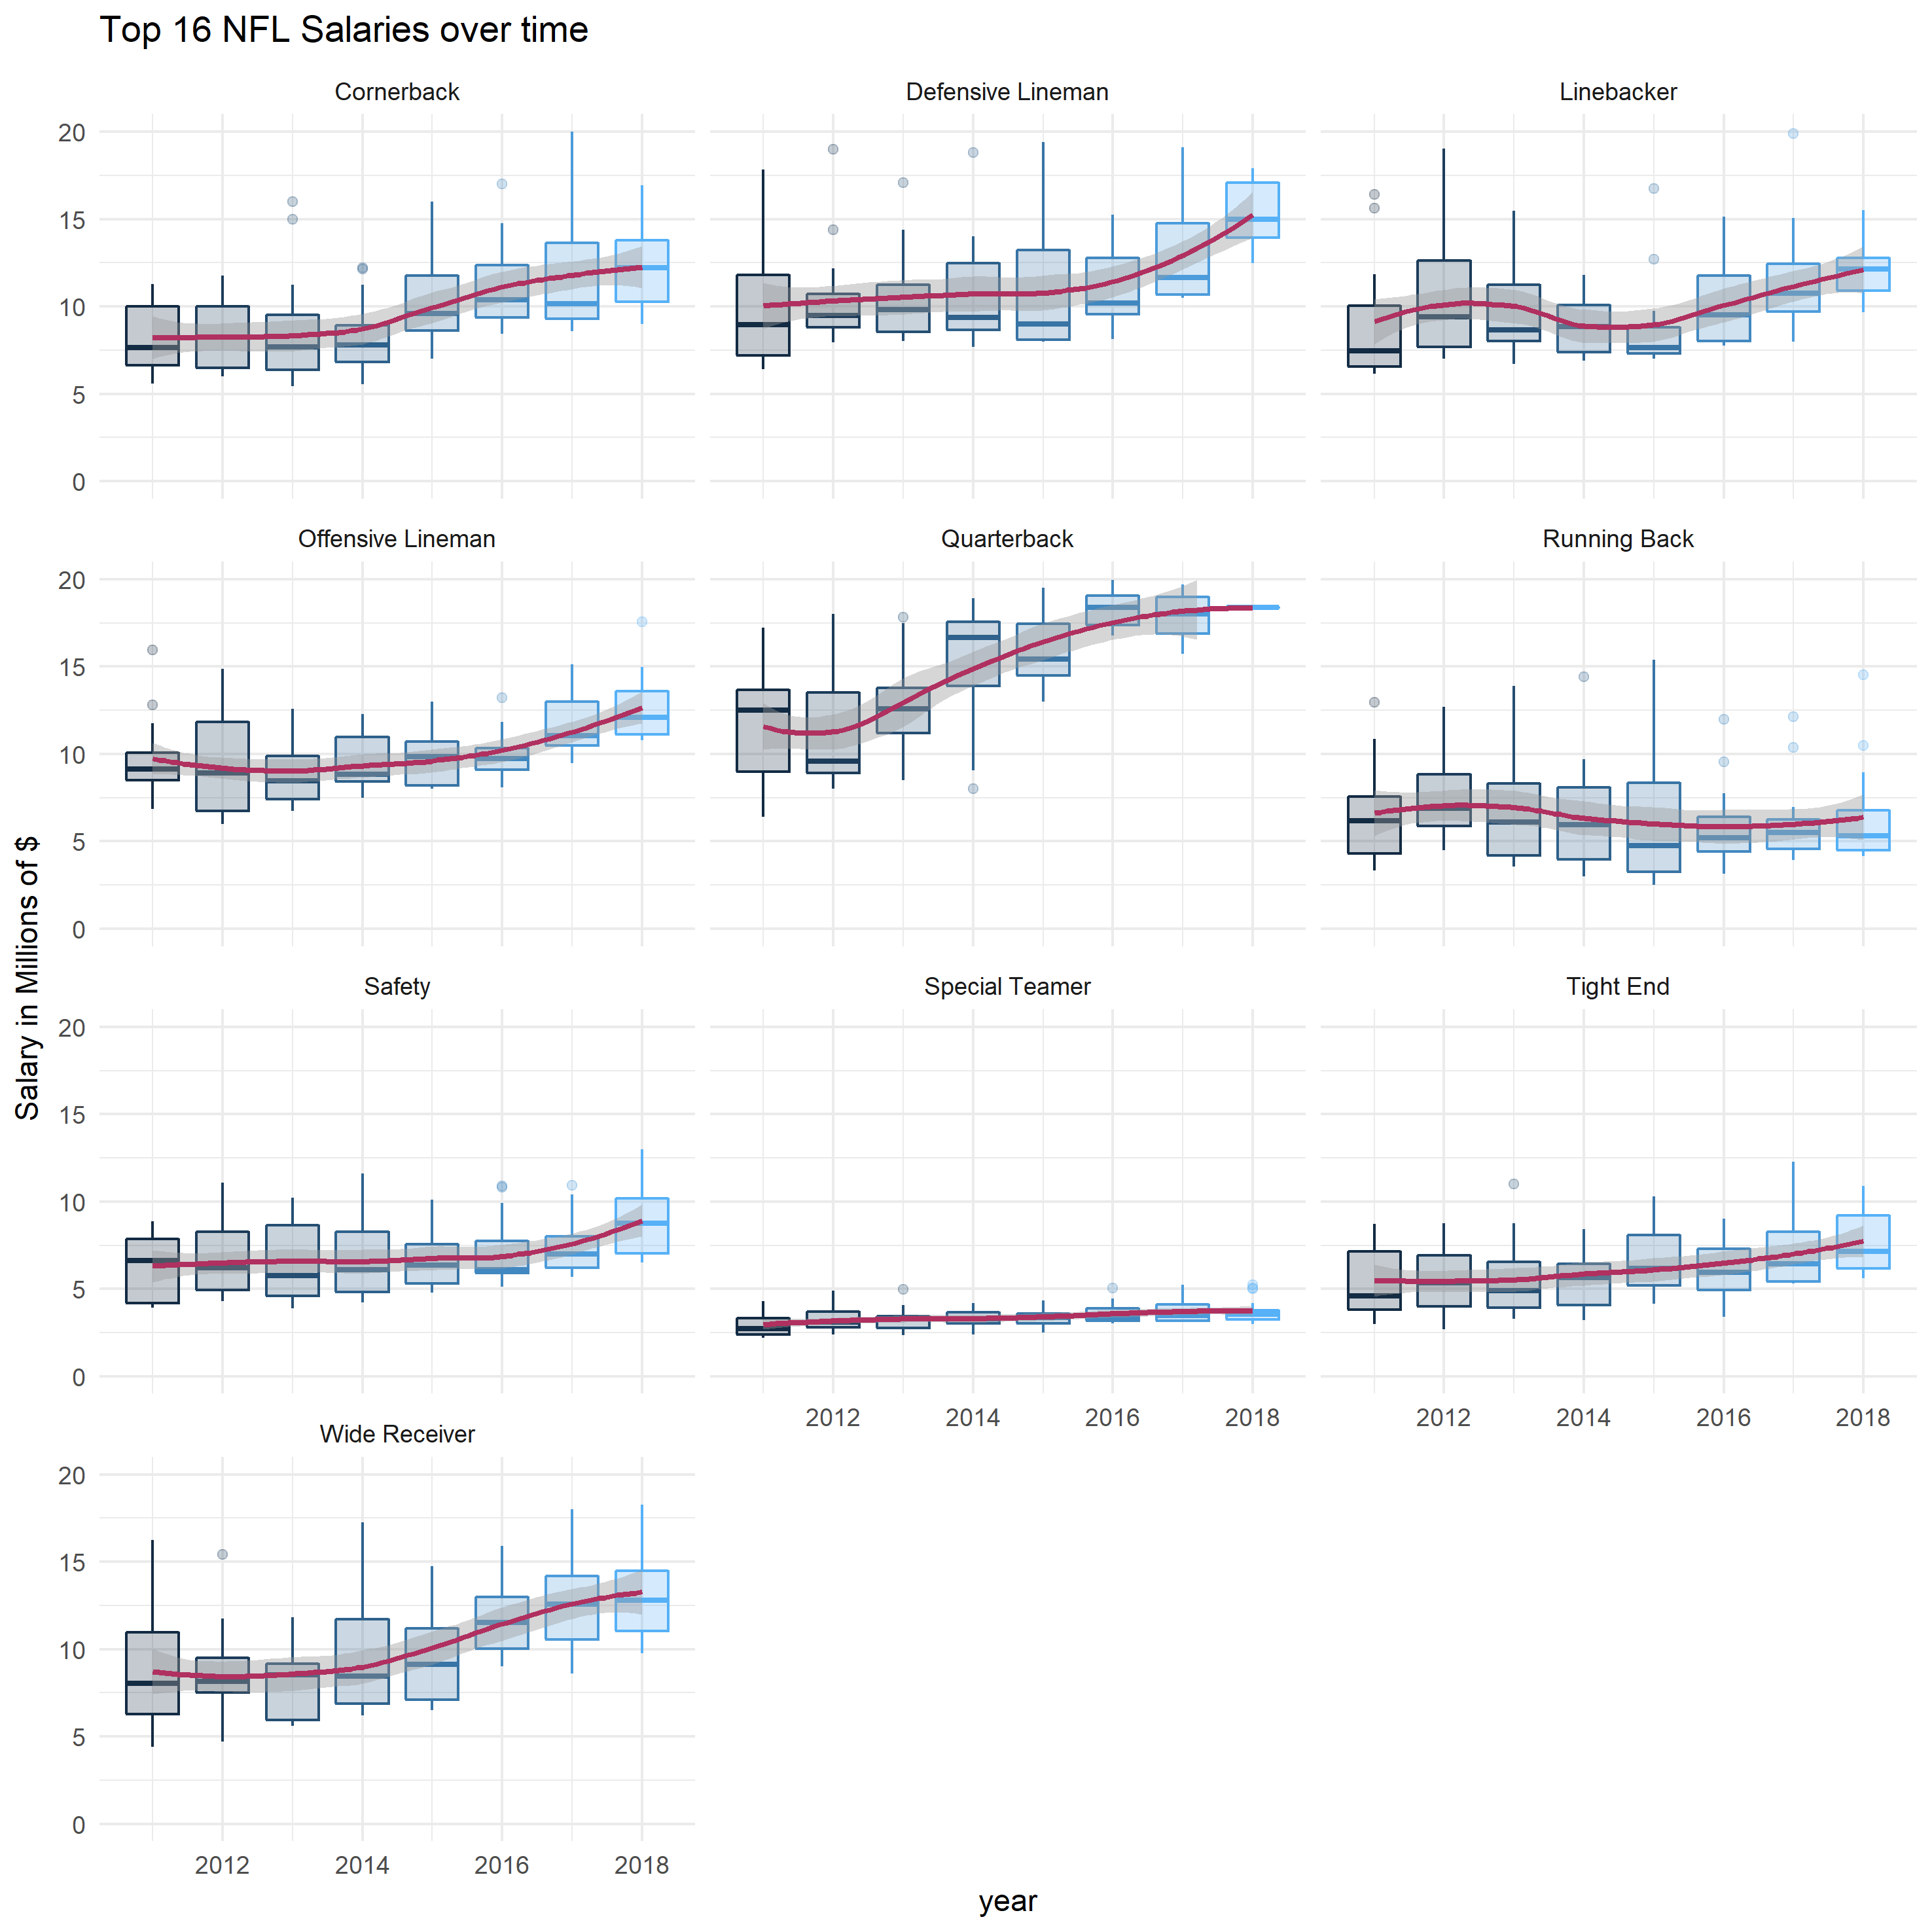 Top 16 NFL Salaries over time
Cornerback
Defensive Lineman
Linebacker
20
15
10
5
0
Offensive Lineman
Quarterback
Running Back
20
15
10
5
0
Salary in Millions of $
Safety
Special Teamer
Tight End
20
15
10
5
0
2012 2014 2016 2018
2012 2014 2016 2018
Wide Receiver
20
15
10
5
0
2012 2014 2016 2018
year